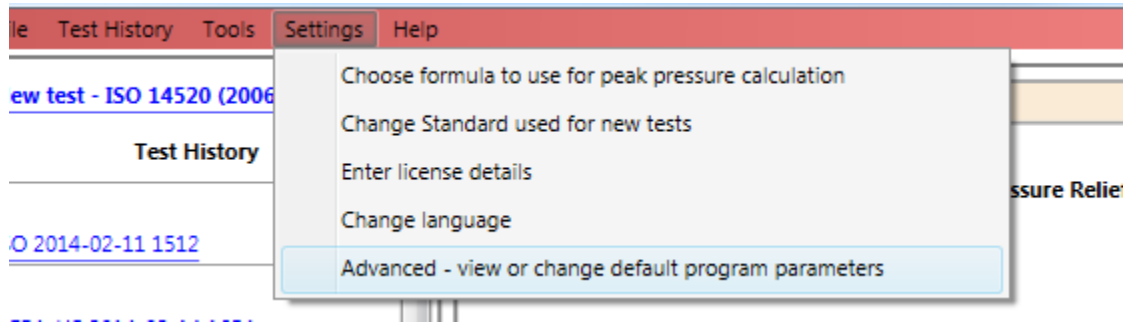 le Test History Tools Settings Help
Choose formula to use for peak pressure calculation
ew test - ISO 14520 (2006
Change Standard used for new tests
Test History
Enter license details
ssure Relief
Change language
SO 2014-02-11 1512
Advanced - view or change default program parameters